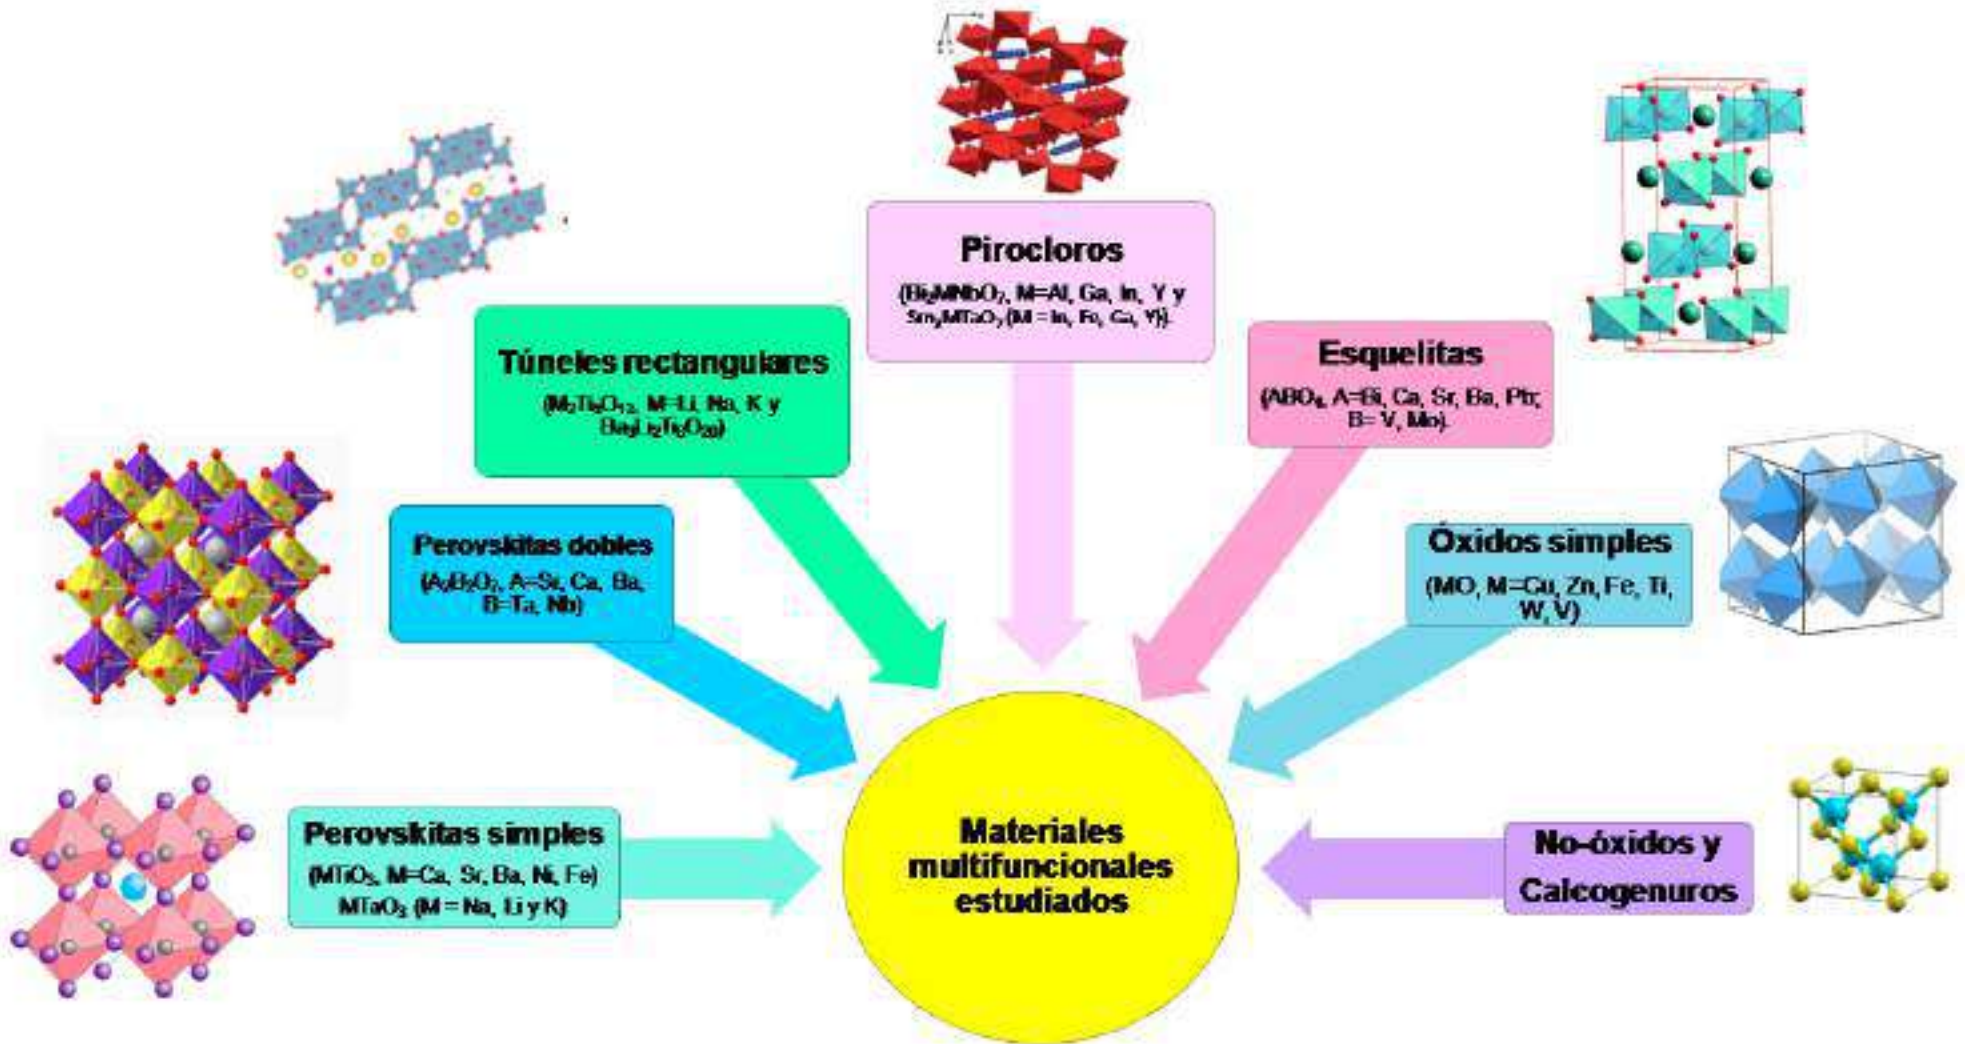 Pirocloros
(Bi₂MNbO₇, M=Al, Ga, In, Y y
Sm₂MTaO₇ (M = In, Fe, Ga, Y)).
Túneles rectangulares
(M₂Ti₆O₁₃, M=Li, Na, K y
Ba₃Li₂Ti₈O₂₀)
Esquelitas
(ABO₄, A=Bi, Ca, Sr, Ba, Pb;
B= V, Mo).
Perovskitas dobles
(A₂B₂O₇, A=Sr, Ca, Ba,
B=Ta, Nb)
Óxidos simples
(MO, M=Cu, Zn, Fe, Ti,
W, V)
Perovskitas simples
(MTiO₃, M=Ca, Sr, Ba, Ni, Fe)
MTaO₃ (M = Na, Li y K)
Materiales
multifuncionales
estudiados
No-óxidos y
Calcogenuros